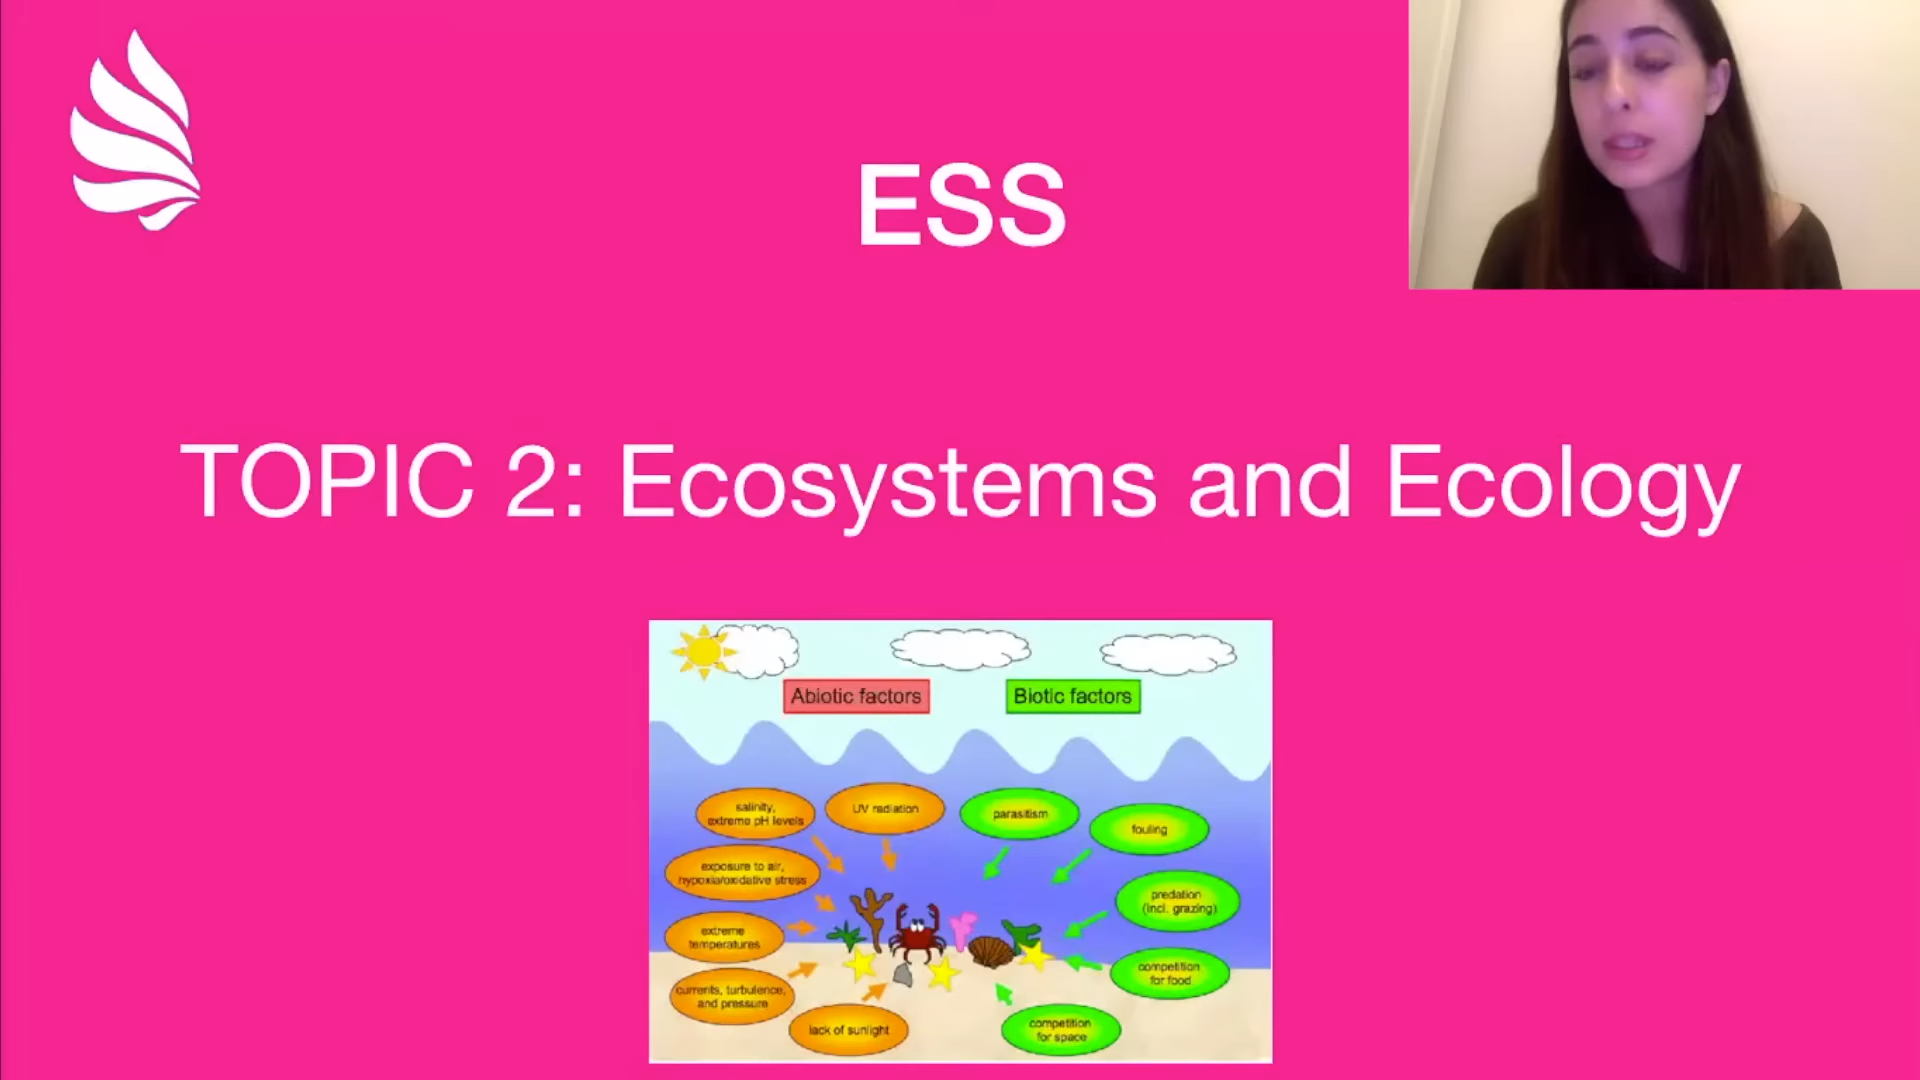 ESS
TOPIC 2: Ecosystems and Ecology
Abiotic factors
Biotic factors
salinity,
extreme pH levels
UV radiation
parasitism
fouling
exposure to air,
hypoxia/oxidative stress
predation
(incl. grazing)
extreme
temperatures
competition
for food
currents, turbulence,
and pressure
lack of sunlight
competition
for space